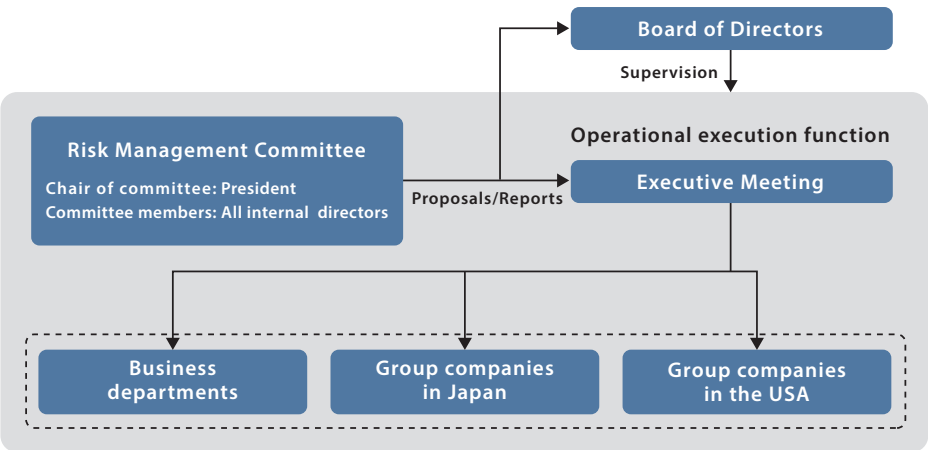 Board of Directors
Supervision
Operational execution function
Risk Management Committee
Chair of committee: President
Committee members: All internal directors
Proposals/Reports
Executive Meeting
Business
departments
Group companies
in Japan
Group companies
in the USA